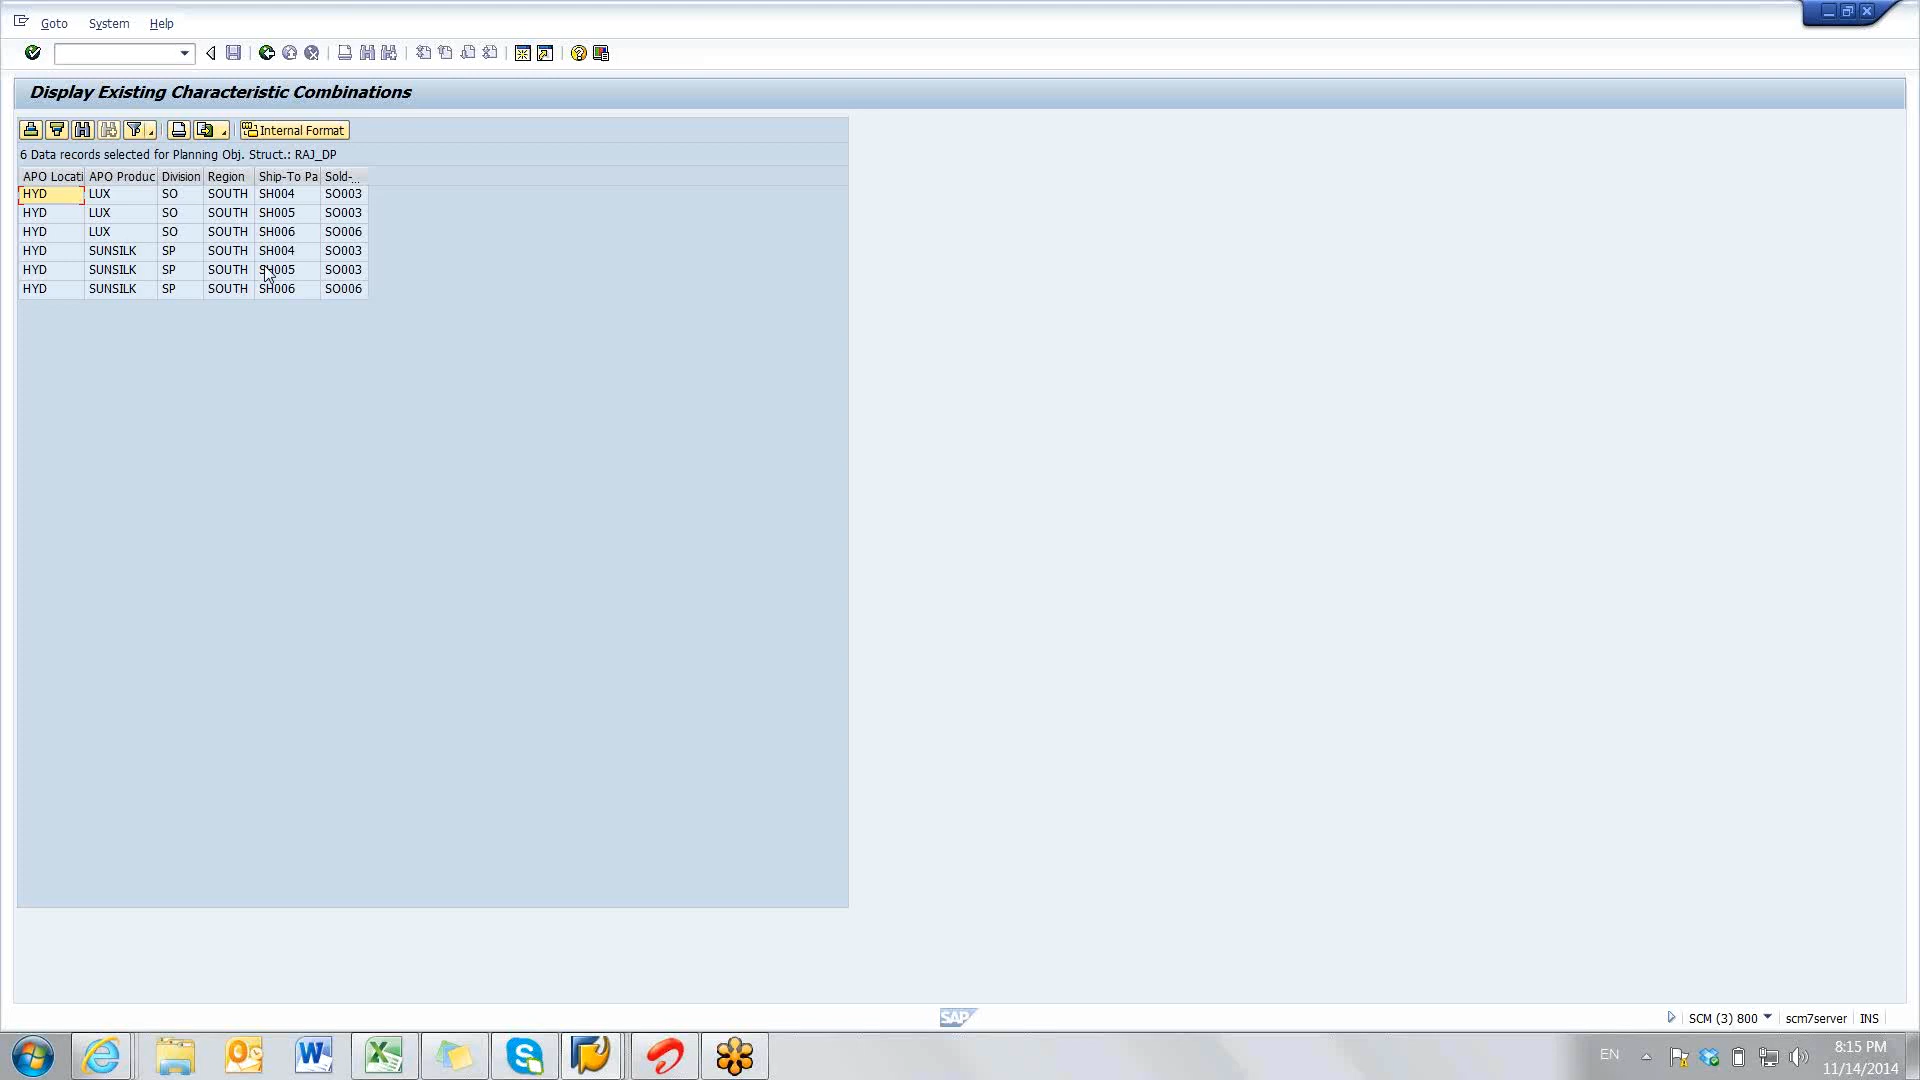 Goto System Help
Display Existing Characteristic Combinations
Internal Format
6 Data records selected for Planning Obj. Struct.: RAJ_DP
APO Locati APO Produc Division Region Ship-To Pa Sold-...
HYD LUX SO SOUTH SH004 SO003
HYD LUX SO SOUTH SH005 SO003
HYD LUX SO SOUTH SH006 SO006
HYD SUNSILK SP SOUTH SH004 SO003
HYD SUNSILK SP SOUTH SH005 SO003
HYD SUNSILK SP SOUTH SH006 SO006
SAP SCM (3) 800 scm7server INS
EN 8:15 PM
11/14/2014